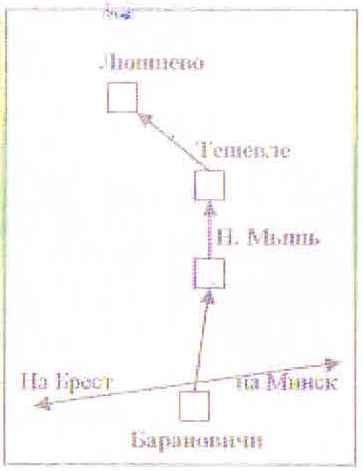 Люшнево
Тешевле
Н. Мышь
На Брест
на Минск
Барановичи